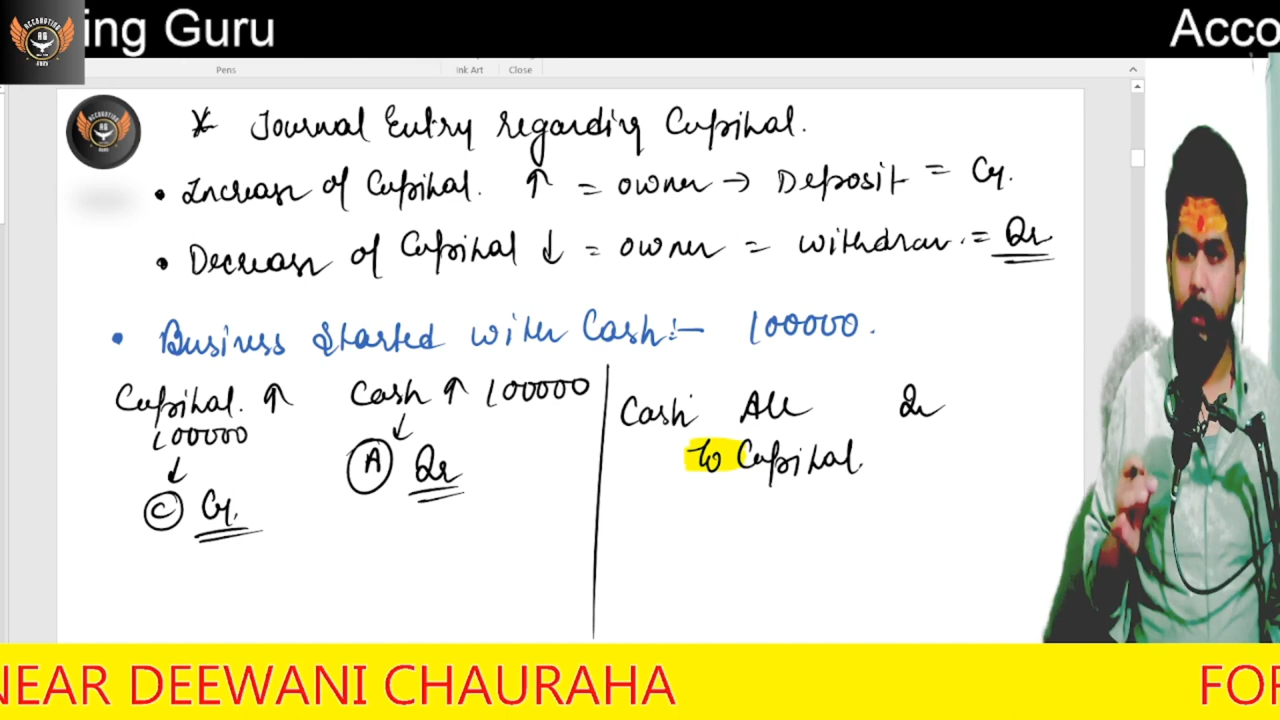 ing Guru
Acco
Pens
Ink Art
Close
Journal Entry regarding Capital.
• Increase of Capital. ↑ = owner → Deposit = Cr.
• Decrease of Capital ↓ = owner = withdraw. = Dr
• Business Started with Cash:- 100000.
Capital. ↑
100000
↓
C Cr.
Cash ↑ 100000
↓
A Dr
Cash A/c Dr
To Capital.
NEAR DEEWANI CHAURAHA
FOR